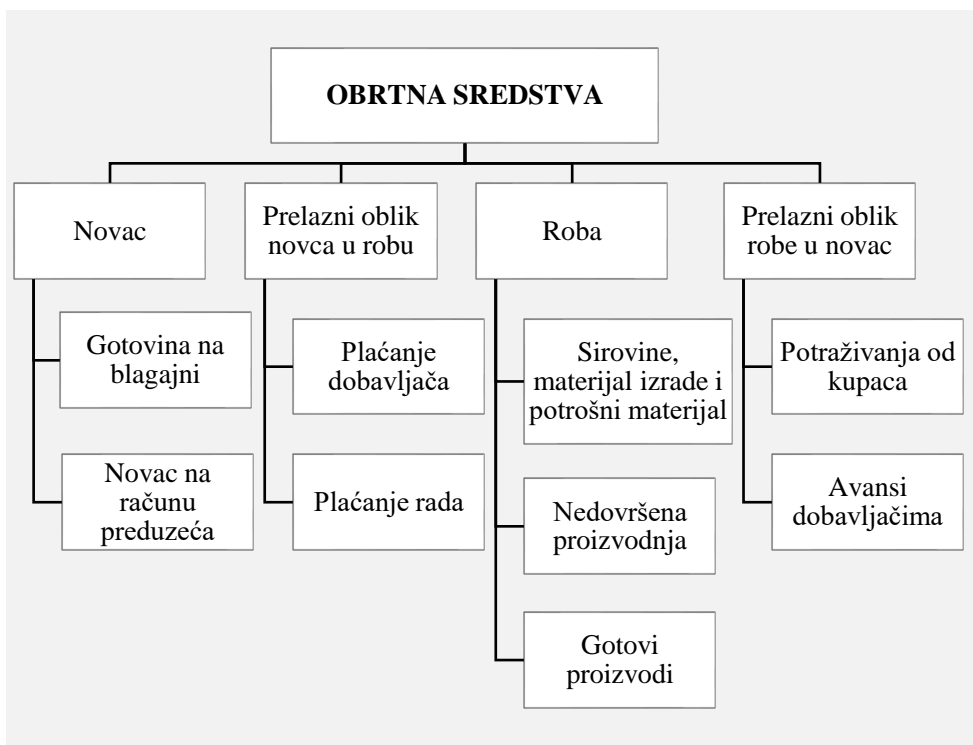 OBRTNA SREDSTVA
Novac
Gotovina na
blagajni
Novac na
računu
preduzeća
Prelazni oblik
novca u robu
Plaćanje
dobavljača
Plaćanje rada
Roba
Sirovine,
materijal izrade i
potrošni materijal
Nedovršena
proizvodnja
Gotovi
proizvodi
Prelazni oblik
robe u novac
Potraživanja od
kupaca
Avansi
dobavljačima